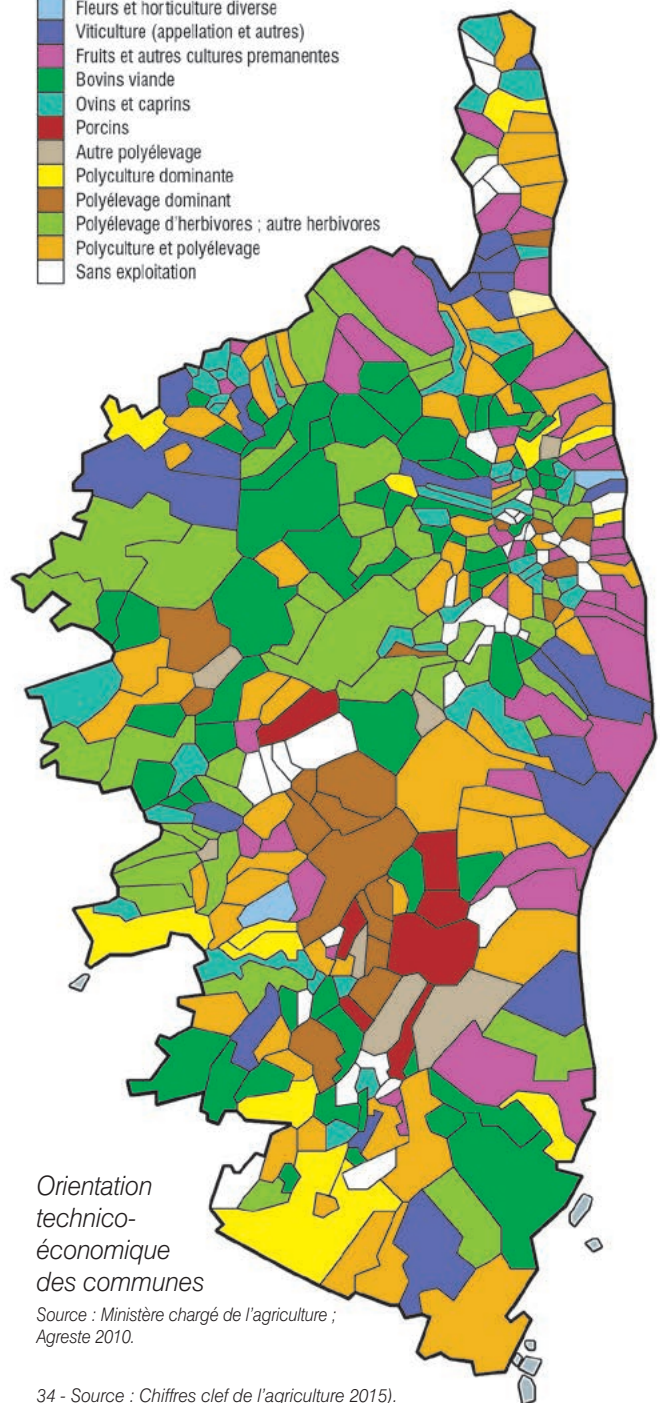 Fleurs et horticulture diverse
Viticulture (appellation et autres)
Fruits et autres cultures premanentes
Bovins viande
Ovins et caprins
Porcins
Autre polyélevage
Polyculture dominante
Polyélevage dominant
Polyélevage d'herbivores ; autre herbivores
Polyculture et polyélevage
Sans exploitation
Orientation
technico-
économique
des communes
Source : Ministère chargé de l'agriculture ;
Agreste 2010.
34 - Source : Chiffres clef de l'agriculture 2015).